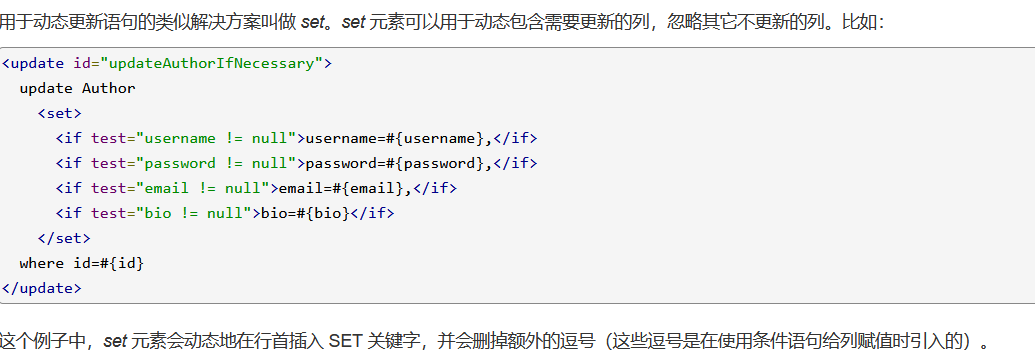 用于动态更新语句的类似解决方案叫做 set。set 元素可以用于动态包含需要更新的列，忽略其它不更新的列。比如：
<update id="updateAuthorIfNecessary">
  update Author
    <set>
      <if test="username != null">username=#{username},</if>
      <if test="password != null">password=#{password},</if>
      <if test="email != null">email=#{email},</if>
      <if test="bio != null">bio=#{bio}</if>
    </set>
  where id=#{id}
</update>
这个例子中，set 元素会动态地在行首插入 SET 关键字，并会删掉额外的逗号（这些逗号是在使用条件语句给列赋值时引入的）。